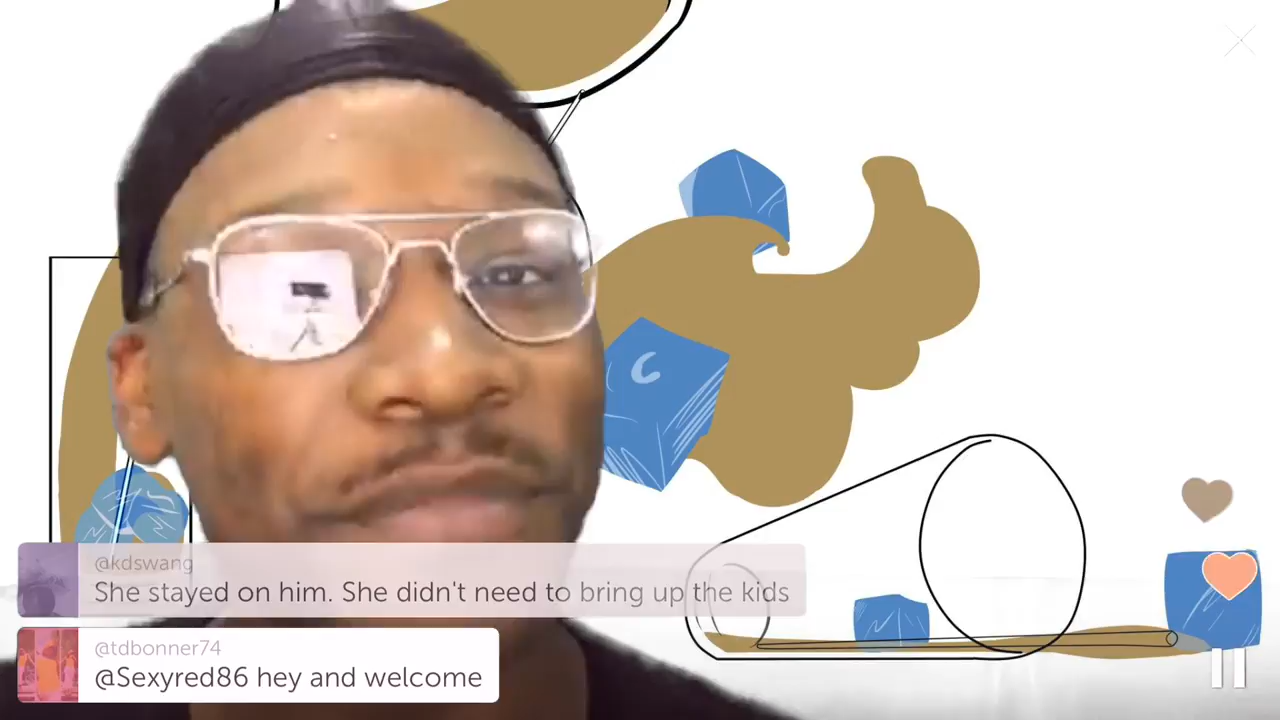 @kdswang
She stayed on him. She didn't need to bring up the kids
@tdbonner74
@Sexyred86 hey and welcome